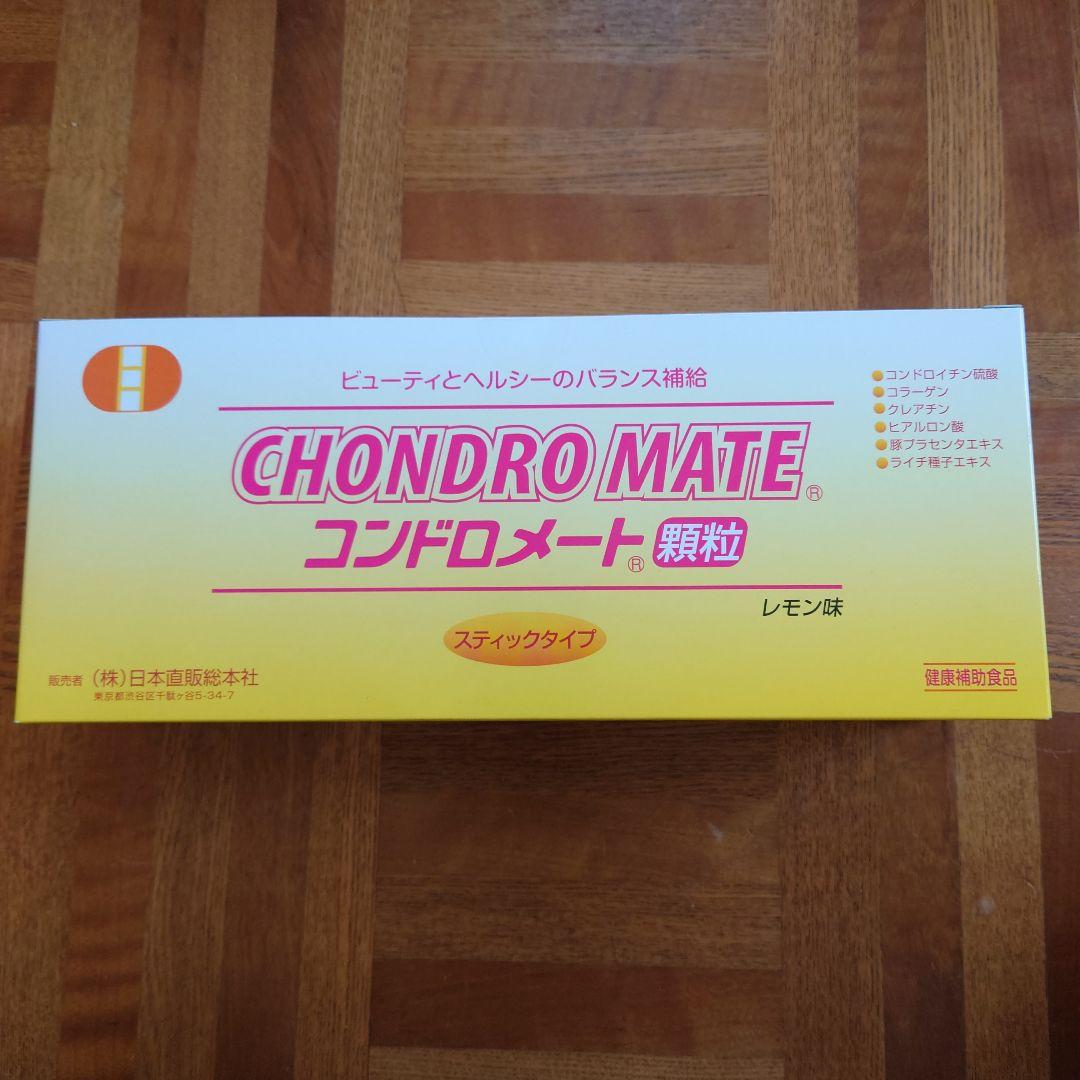 ビューティとヘルシーのバランス補給
CHONDRO MATE®
コンドロメート®顆粒
レモン味
スティックタイプ
●コンドロイチン硫酸
●コラーゲン
●クレアチン
●ヒアルロン酸
●豚プラセンタエキス
●ライチ種子エキス
販売者 (株)日本直販総本社
東京都渋谷区千駄ヶ谷5-34-7
健康補助食品